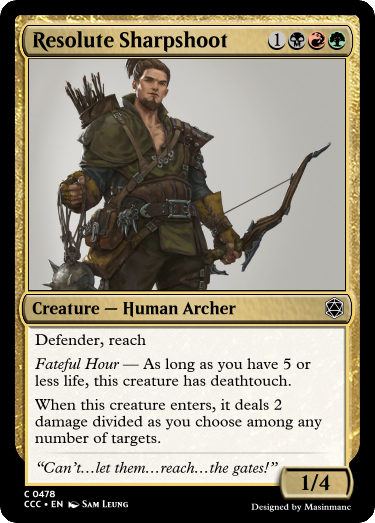 Resolute Sharpshoot 1
Creature — Human Archer
Defender, reach
Fateful Hour — As long as you have 5 or
less life, this creature has deathtouch.
When this creature enters, it deals 2
damage divided as you choose among any
number of targets.
“Can’t…let them…reach…the gates!”
1/4
C 0478
CCC • EN Sam Leung
Designed by Masinmanc